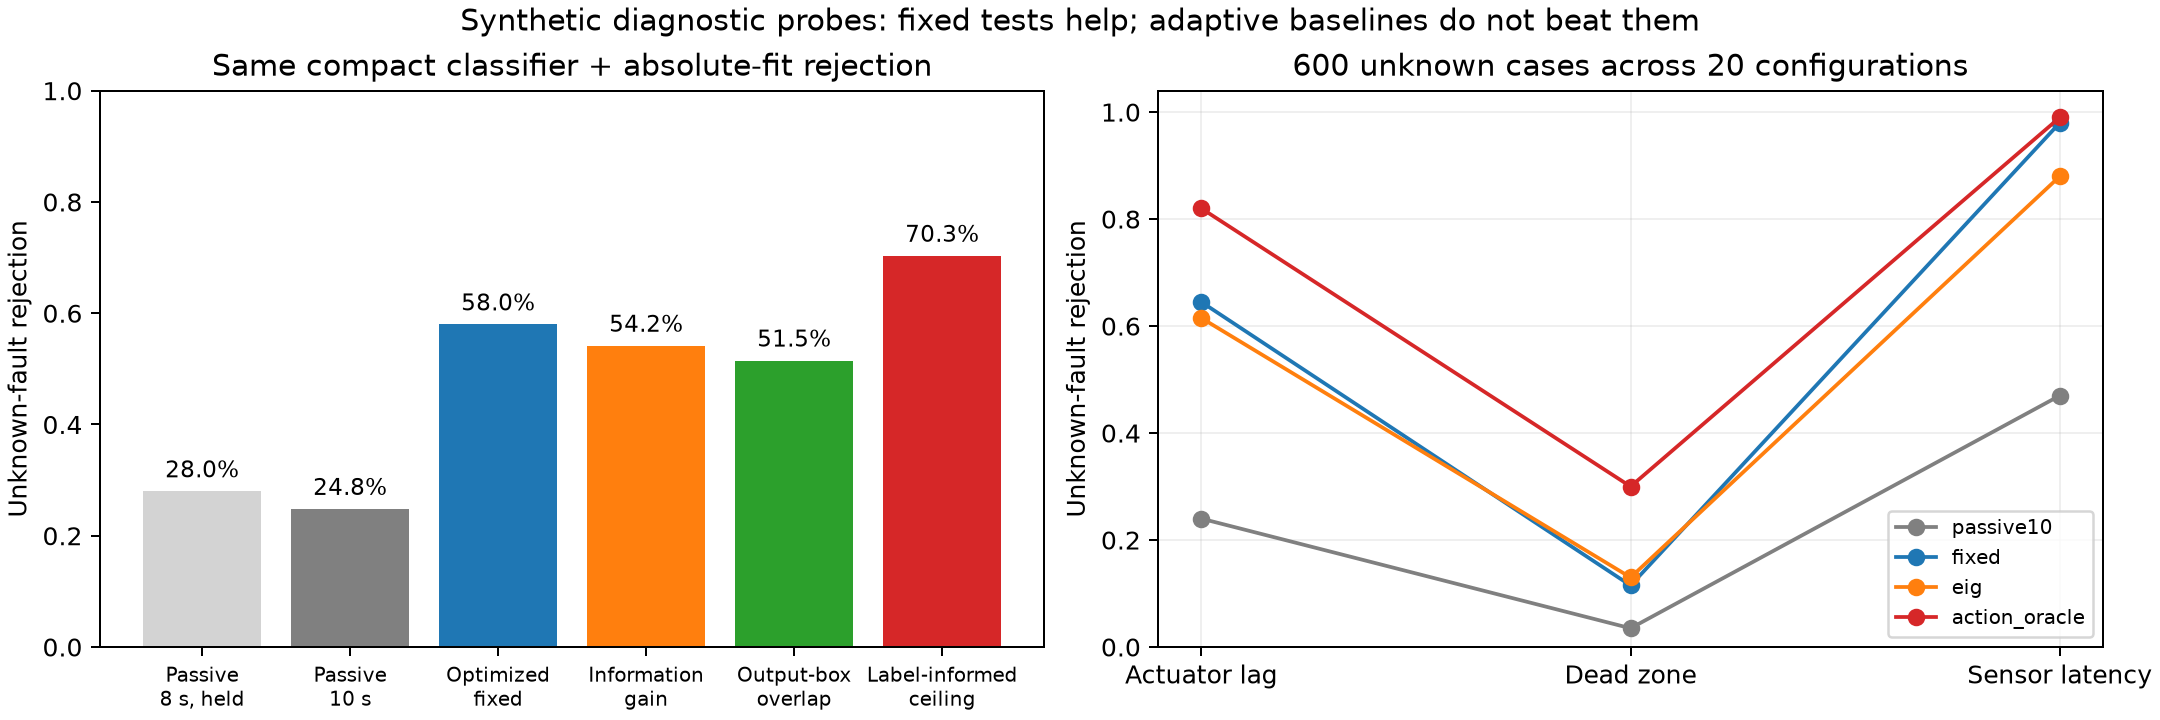 Synthetic diagnostic probes: fixed tests help; adaptive baselines do not beat them
Same compact classifier + absolute-fit rejection
Unknown-fault rejection
1.0
0.8
0.6
0.4
0.2
0.0
28.0%
24.8%
58.0%
54.2%
51.5%
70.3%
Passive
8 s, held
Passive
10 s
Optimized
fixed
Information
gain
Output-box
overlap
Label-informed
ceiling
600 unknown cases across 20 configurations
Unknown-fault rejection
1.0
0.8
0.6
0.4
0.2
0.0
Actuator lag
Dead zone
Sensor latency
passive10
fixed
eig
action_oracle